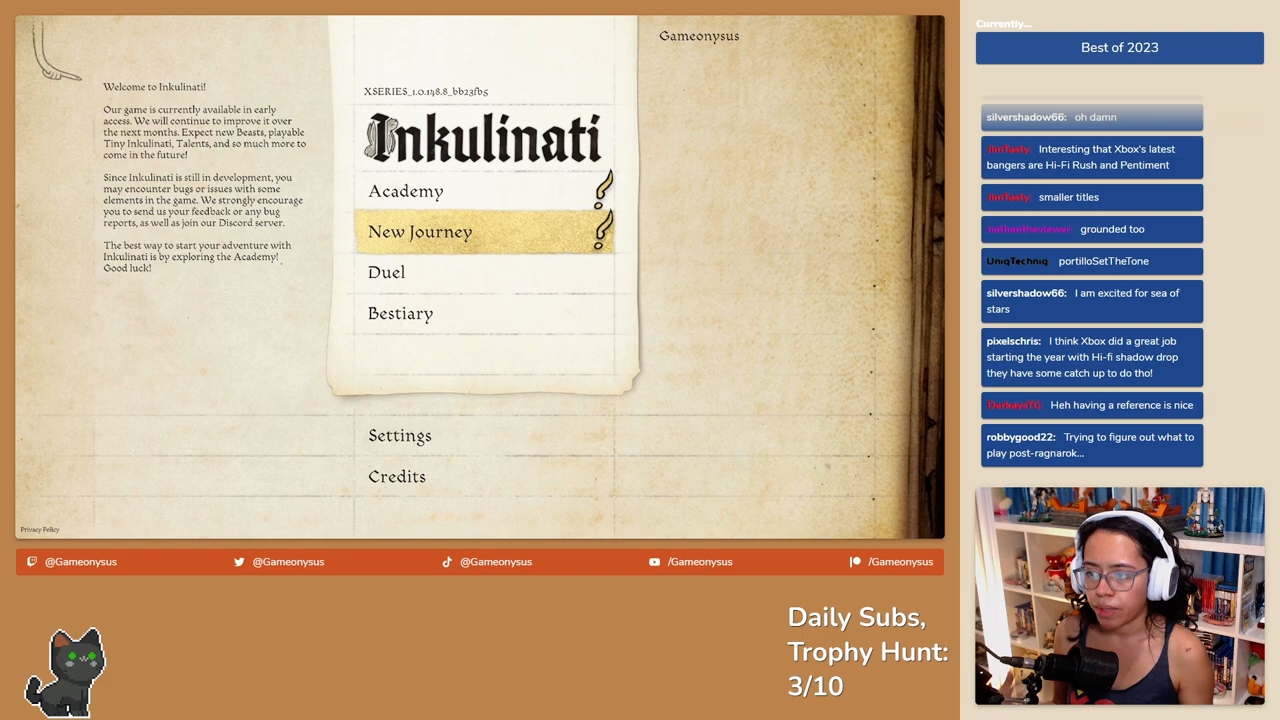 Gameonysus
Welcome to Inkulinati!
Our game is currently available in early
access. We will continue to improve it over
the next months. Expect new Beasts, playable
Tiny Inkulinati, Talents, and so much more to
come in the future!
Since Inkulinati is still in development, you
may encounter bugs or issues with some
elements in the game. We strongly encourage
you to send us your feedback or any bug
reports, as well as join our Discord server.
The best way to start your adventure with
Inkulinati is by exploring the Academy!
Good luck!
XSERIES_1.0.148.8_bb23fb5
Inkulinati
Academy
New Journey
Duel
Bestiary
Settings
Credits
Privacy Policy
@Gameonysus
@Gameonysus
@Gameonysus
/Gameonysus
/Gameonysus
Daily Subs,
Trophy Hunt:
3/10
Currently...
Best of 2023
silvershadow66: oh damn
JimTasty: Interesting that Xbox's latest
bangers are Hi-Fi Rush and Pentiment
JimTasty: smaller titles
nathantheviewer: grounded too
UniqTechniq: portilloSetTheTone
silvershadow66: I am excited for sea of
stars
pixelschris: I think Xbox did a great job
starting the year with Hi-fi shadow drop
they have some catch up to do tho!
Heh having a reference is nice
robbygood22: Trying to figure out what to
play post-ragnarok...